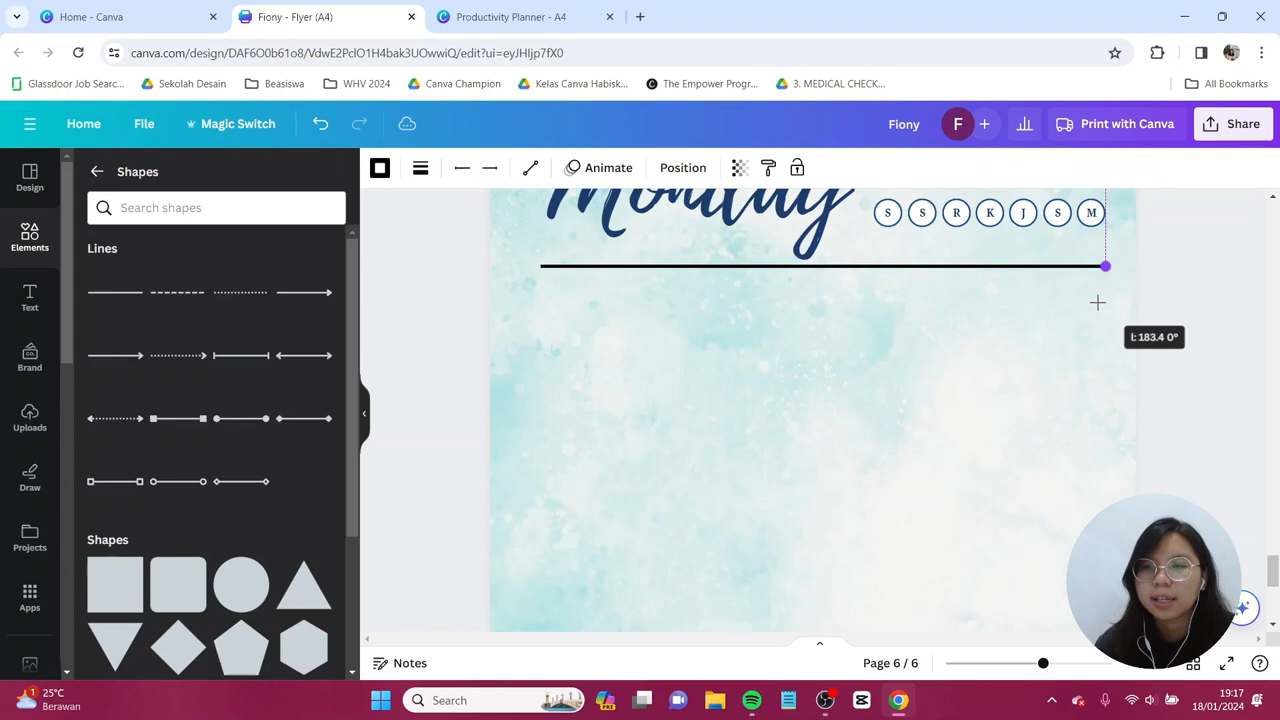 Home - Canva
Fiony - Flyer (A4)
Productivity Planner - A4
canva.com/design/DAF6O0b61o8/VdwE2PclO1H4bak3UOwwiQ/edit?ui=eyJHIjp7fX0
Glassdoor Job Searc...
Sekolah Desain
Beasiswa
WHV 2024
Canva Champion
Kelas Canva Habisk...
The Empower Progr...
3. MEDICAL CHECK...
All Bookmarks
Home
File
Magic Switch
Fiony
F
Print with Canva
Share
Design
Elements
Text
Brand
Uploads
Draw
Projects
Apps
Shapes
Search shapes
Lines
Shapes
Animate
Position
Monday
S S R K J S M
l: 183.4 0°
Notes
Page 6 / 6
1
25°C
Berawan
Search
PRE
19:17
18/01/2024